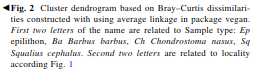 ◄Fig. 2 Cluster dendrogram based on Bray–Curtis dissimilari-
ties constructed with using average linkage in package vegan.
First two letters of the name are related to Sample type: Ep
epilithon, Ba Barbus barbus, Ch Chondrostoma nasus, Sq
Squalius cephalus. Second two letters are related to locality
according Fig. 1